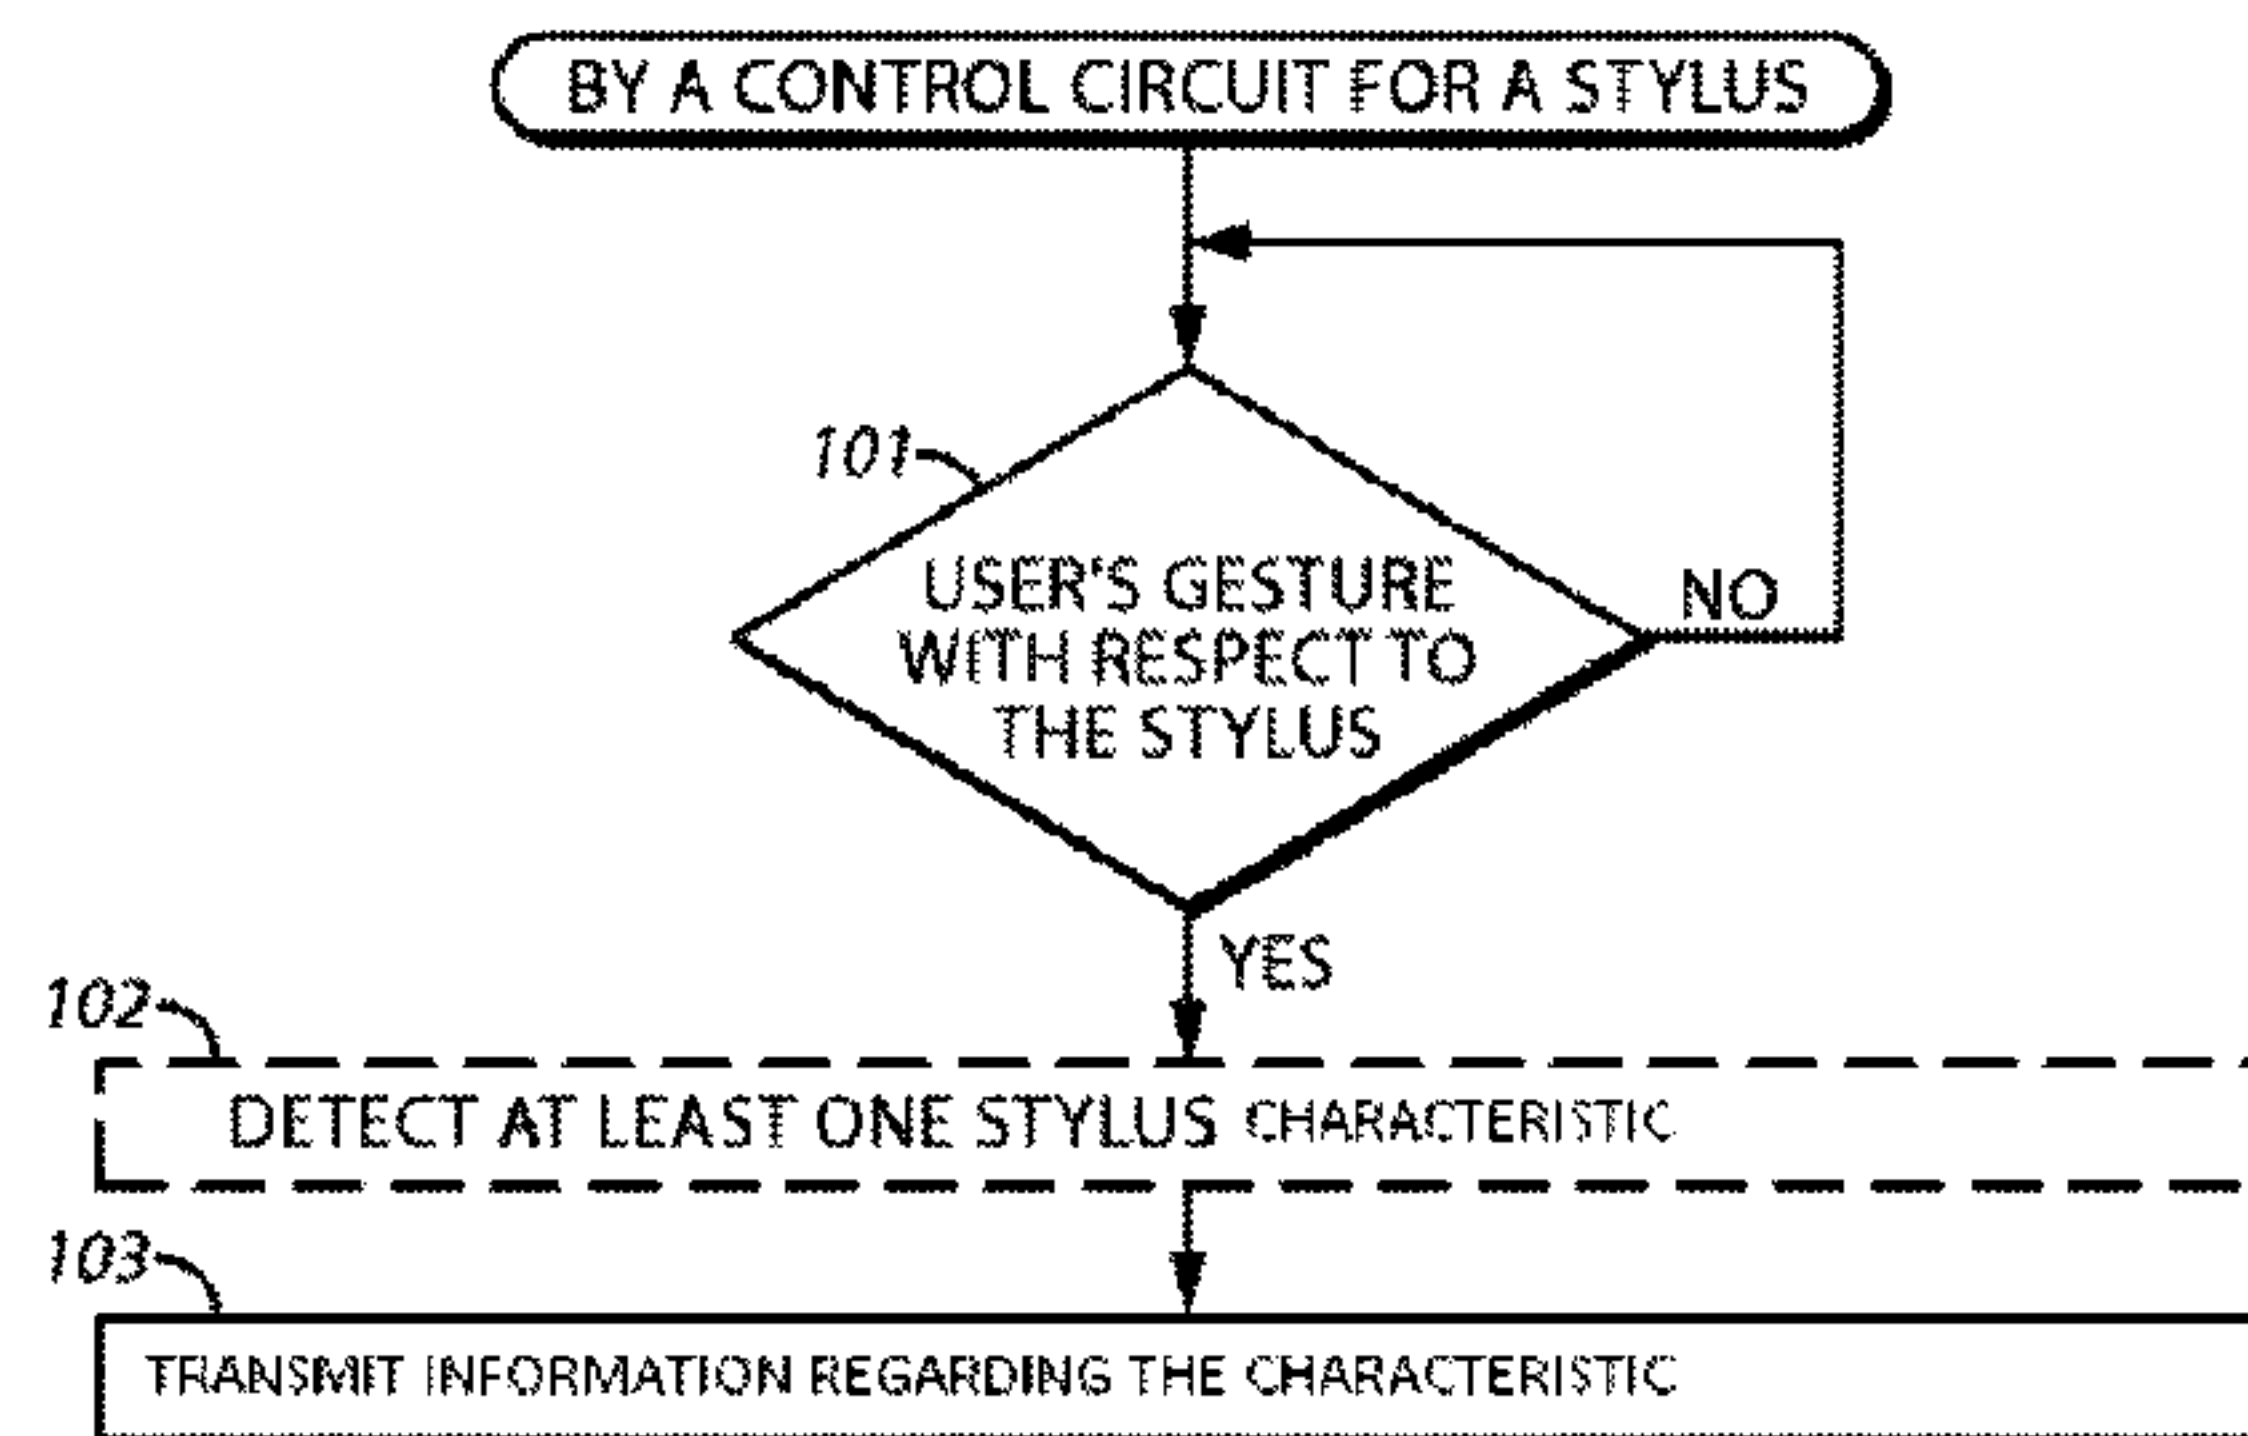 BY A CONTROL CIRCUIT FOR A STYLUS
101
USER'S GESTURE
WITH RESPECT TO
THE STYLUS
NO
YES
102
DETECT AT LEAST ONE STYLUS CHARACTERISTIC
103
TRANSMIT INFORMATION REGARDING THE CHARACTERISTIC